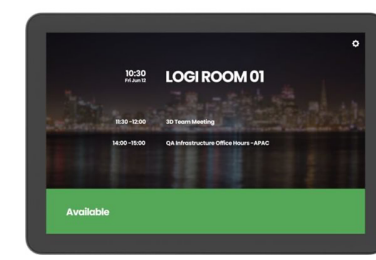 10:30 LOGI ROOM 01
Fri Jun 12
11:30 -12:00 3D Team Meeting
14:00 -15:00 QA Infrastructure Office Hours -APAC
Available